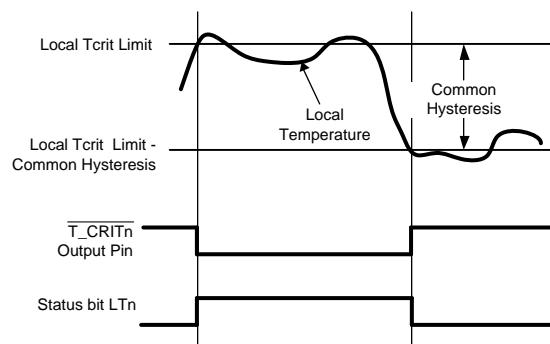 Local Tcrit Limit
Common
Hysteresis
Local
Temperature
Local Tcrit Limit -
Common Hysteresis
T_CRITn
Output Pin
Status bit LTn